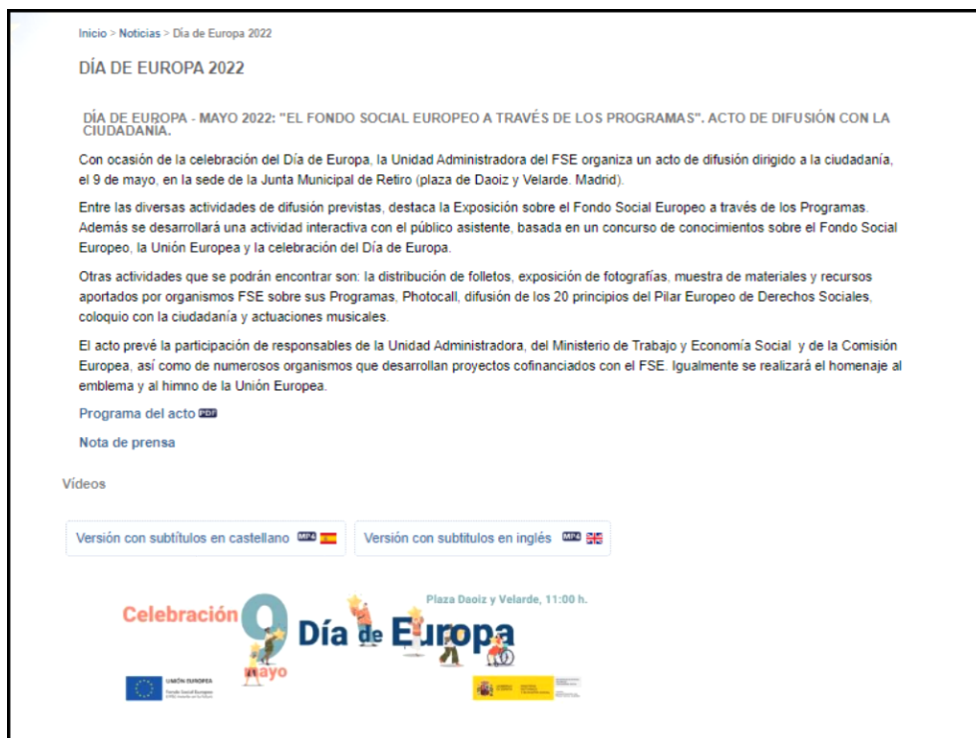 Inicio > Noticias > Dia de Europa 2022
DÍA DE EUROPA 2022
DÍA DE EUROPA - MAYO 2022: "EL FONDO SOCIAL EUROPEO A TRAVÉS DE LOS PROGRAMAS". ACTO DE DIFUSIÓN CON LA
CIUDADANÍA.
Con ocasión de la celebración del Día de Europa, la Unidad Administradora del FSE organiza un acto de difusión dirigido a la ciudadanía,
el 9 de mayo, en la sede de la Junta Municipal de Retiro (plaza de Daoiz y Velarde. Madrid).
Entre las diversas actividades de difusión previstas, destaca la Exposición sobre el Fondo Social Europeo a través de los Programas.
Además se desarrollará una actividad interactiva con el público asistente, basada en un concurso de conocimientos sobre el Fondo Social
Europeo, la Unión Europea y la celebración del Día de Europa.
Otras actividades que se podrán encontrar son: la distribución de folletos, exposición de fotografías, muestra de materiales y recursos
aportados por organismos FSE sobre sus Programas, Photocall, difusión de los 20 principios del Pilar Europeo de Derechos Sociales,
coloquio con la ciudadanía y actuaciones musicales.
El acto prevé la participación de responsables de la Unidad Administradora, del Ministerio de Trabajo y Economía Social y de la Comisión
Europea, así como de numerosos organismos que desarrollan proyectos cofinanciados con el FSE. Igualmente se realizará el homenaje al
emblema y al himno de la Unión Europea.
Programa del acto PDF
Nota de prensa
Vídeos
Versión con subtítulos en castellano MP4
Versión con subtitulos en inglés MP4
Plaza Daoiz y Velarde, 11:00 h.
Celebración 9 mayo
Día de Europa
UNIÓN EUROPEA
Fondo Social Europeo